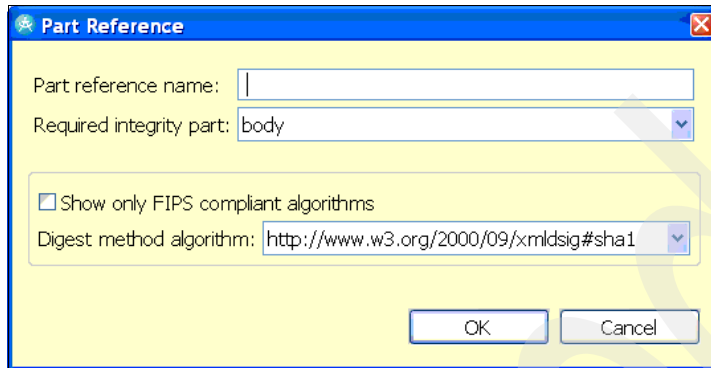 Part Reference
Part reference name:
Required integrity part: body
Show only FIPS compliant algorithms
Digest method algorithm: http://www.w3.org/2000/09/xmldsig#sha1
OK Cancel